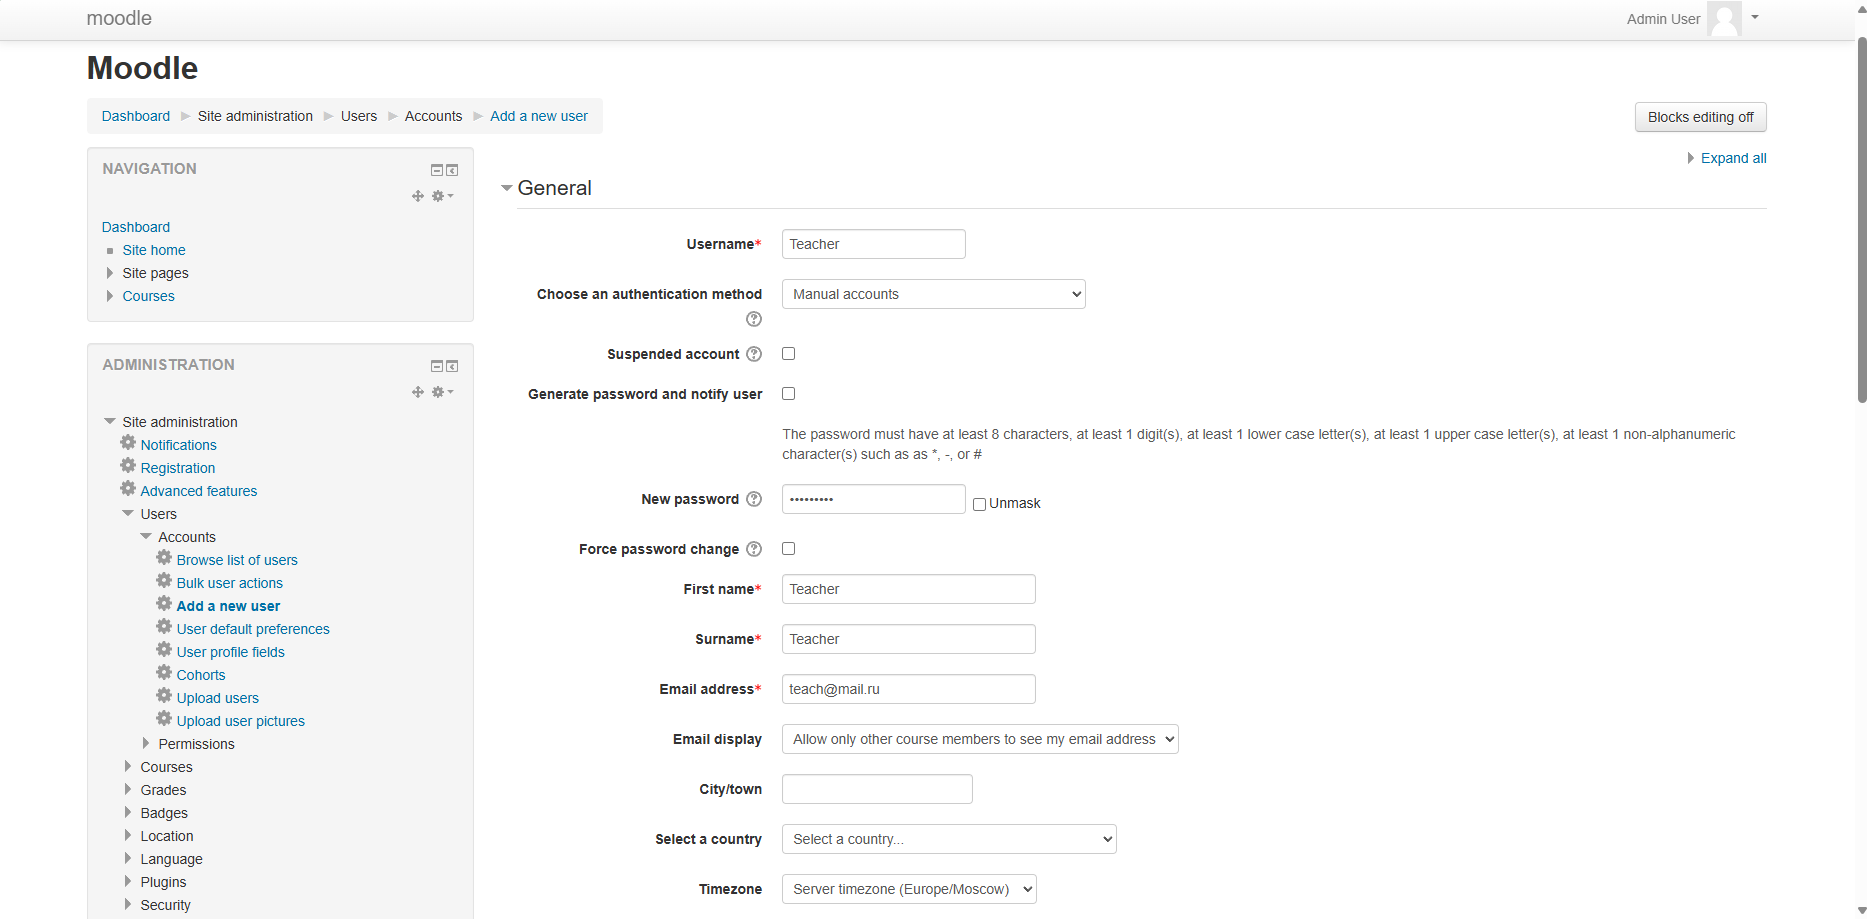 moodle
Admin User
Moodle
Dashboard Site administration Users Accounts Add a new user
Blocks editing off
Expand all
NAVIGATION
Dashboard
Site home
Site pages
Courses
ADMINISTRATION
Site administration
Notifications
Registration
Advanced features
Users
Accounts
Browse list of users
Bulk user actions
Add a new user
User default preferences
User profile fields
Cohorts
Upload users
Upload user pictures
Permissions
Courses
Grades
Badges
Location
Language
Plugins
Security
General
Username* Teacher
Choose an authentication method Manual accounts
Suspended account
Generate password and notify user
The password must have at least 8 characters, at least 1 digit(s), at least 1 lower case letter(s), at least 1 upper case letter(s), at least 1 non-alphanumeric
character(s) such as as *, -, or #
New password ••••••••• Unmask
Force password change
First name* Teacher
Surname* Teacher
Email address* teach@mail.ru
Email display Allow only other course members to see my email address
City/town
Select a country Select a country...
Timezone Server timezone (Europe/Moscow)